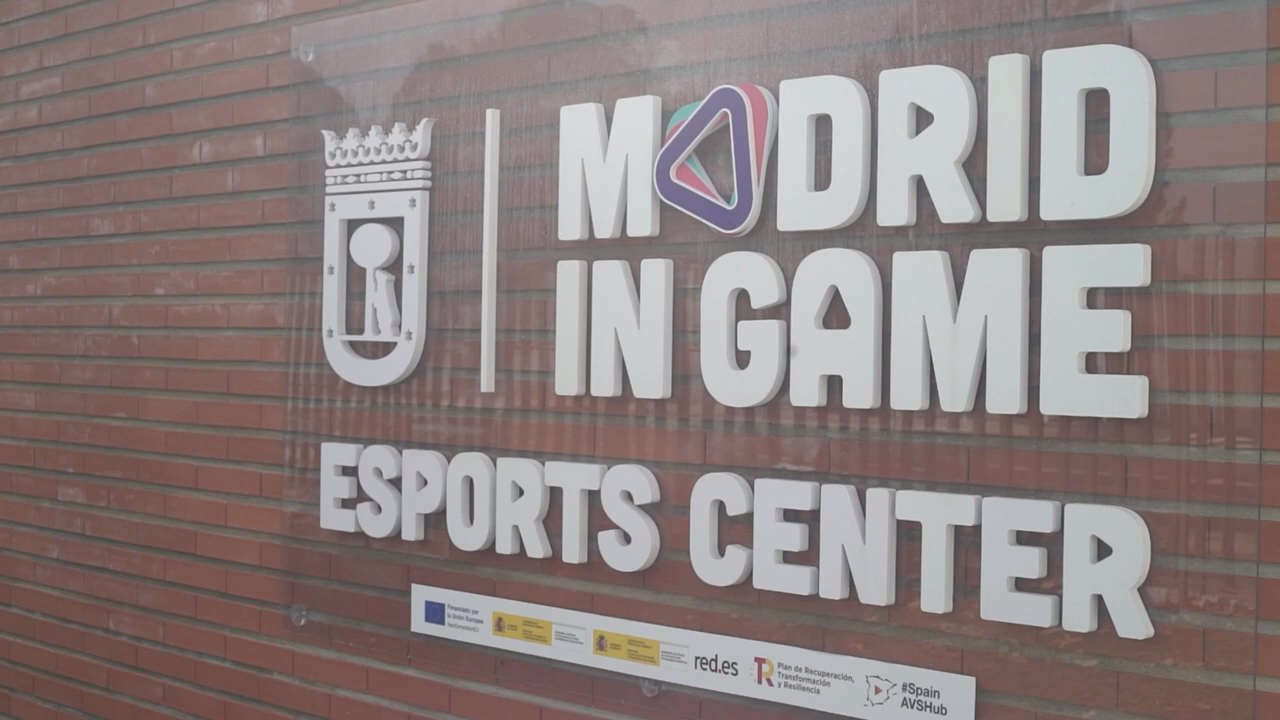 MADRID
IN GAME
ESPORTS CENTER
Financiado por
la Unión Europea
NextGenerationEU
red.es
Plan de Recuperación,
Transformación
y Resiliencia
#Spain
AVSHub